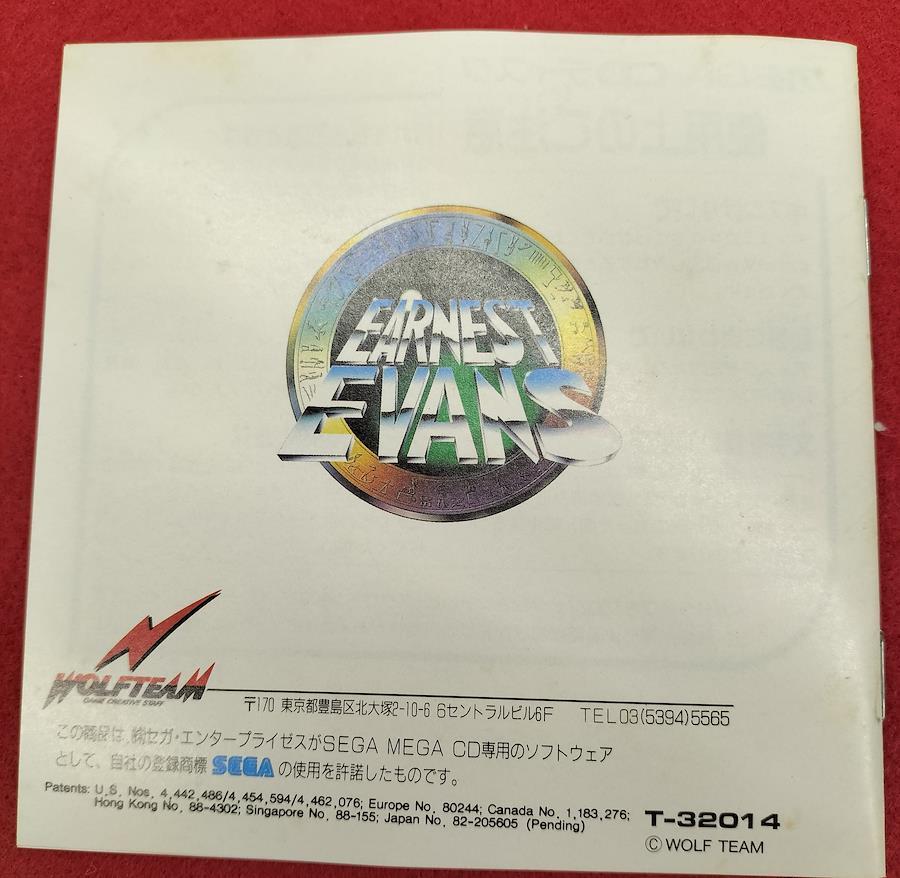 EARNEST
EVANS
WOLFTEAM
GAME CREATIVE STAFF
〒170 東京都豊島区北大塚2-10-6 6セントラルビル6F TEL03(5394)5565
この商品は、㈱セガ・エンタープライゼスがSEGA MEGA CD専用のソフトウェア
として、自社の登録商標 SEGA の使用を許諾したものです。
Patents: U.S. Nos. 4,442,486/4,454,594/4,462,076; Europe No. 80244; Canada No. 1,183,276;
Hong Kong No. 88-4302; Singapore No. 88-155; Japan No. 82-205605 (Pending)
T-32014
© WOLF TEAM